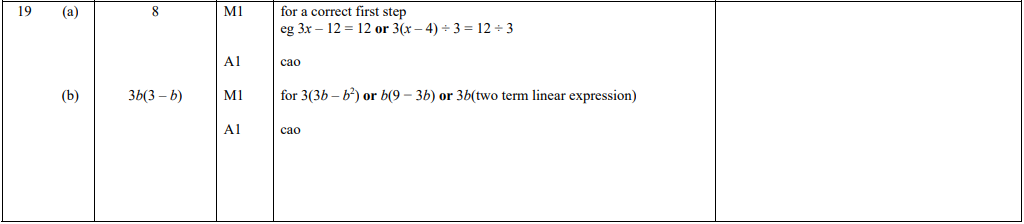 19 (a) 8 M1 for a correct first step
eg 3x – 12 = 12 or 3(x – 4) ÷ 3 = 12 ÷ 3
A1 cao
(b) 3b(3 – b) M1 for 3(3b – b²) or b(9 – 3b) or 3b(two term linear expression)
A1 cao